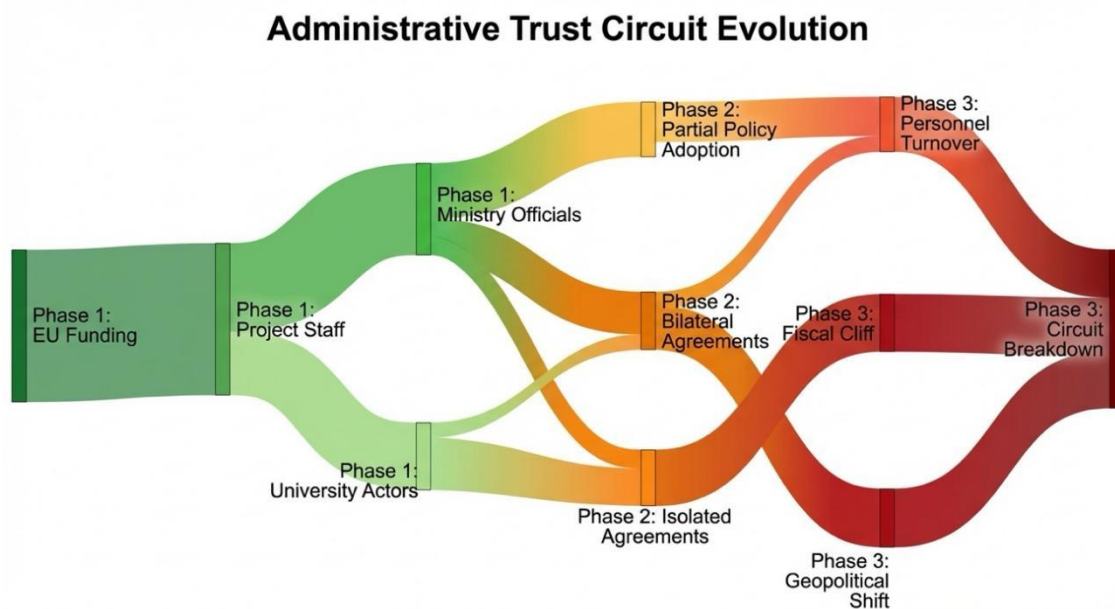 Administrative Trust Circuit Evolution
Phase 1:
EU Funding
Phase 1:
Project Staff
Phase 1:
Ministry Officials
Phase 1:
University Actors
Phase 2:
Partial Policy
Adoption
Phase 2:
Bilateral
Agreements
Phase 2: Isolated
Agreements
Phase 3:
Personnel
Turnover
Phase 3:
Fiscal Cliff
Phase 3:
Geopolitical
Shift
Phase 3:
Circuit
Breakdown